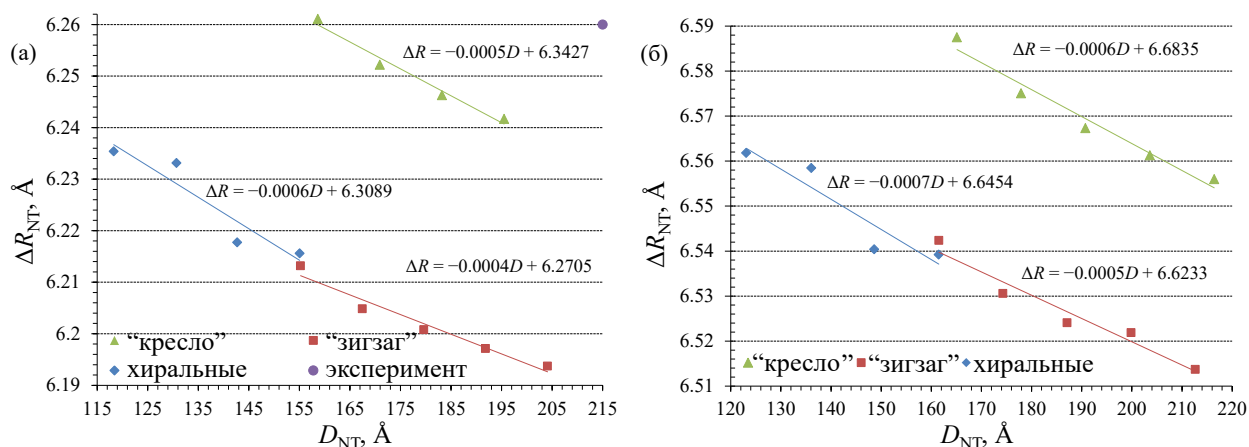 (а)
ΔR_NT, Å
6.26
6.25
6.24
6.23
6.22
6.21
6.2
6.19
ΔR = −0.0005D + 6.3427
ΔR = −0.0006D + 6.3089
ΔR = −0.0004D + 6.2705
“кресло” “зигзаг”
хиральные эксперимент
115 125 135 145 155 165 175 185 195 205 215
D_NT, Å
(б)
ΔR_NT, Å
6.59
6.58
6.57
6.56
6.55
6.54
6.53
6.52
6.51
ΔR = −0.0006D + 6.6835
ΔR = −0.0007D + 6.6454
ΔR = −0.0005D + 6.6233
“кресло” “зигзаг” хиральные
120 130 140 150 160 170 180 190 200 210 220
D_NT, Å